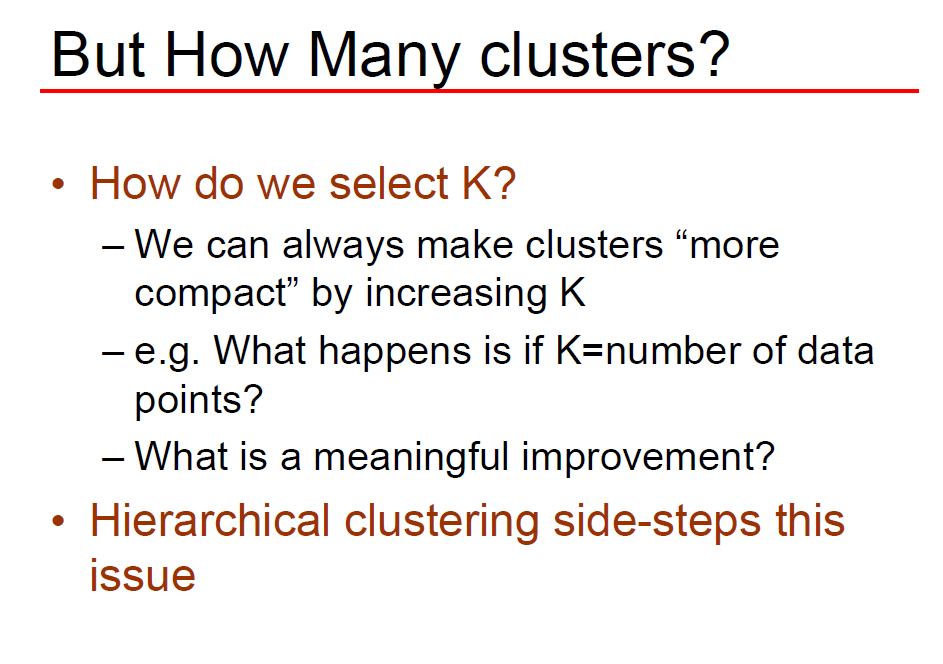 But How Many clusters?
• How do we select K?
– We can always make clusters “more
compact” by increasing K
– e.g. What happens is if K=number of data
points?
– What is a meaningful improvement?
• Hierarchical clustering side-steps this
issue